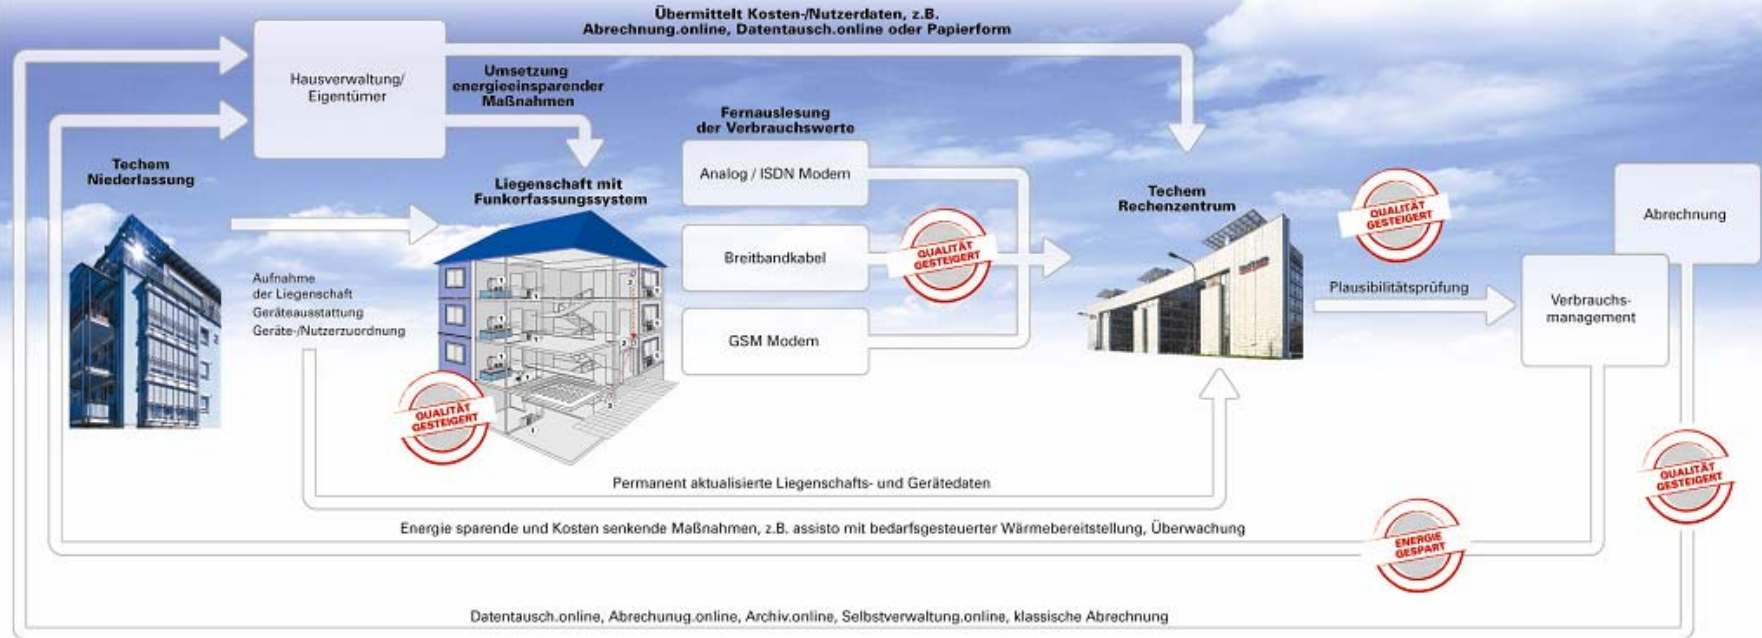 Übermittelt Kosten-/Nutzerdaten, z.B.
Abrechnung.online, Datentausch.online oder Papierform
Hausverwaltung/
Eigentümer
Umsetzung
energieeinsparender
Maßnahmen
Fernauslesung
der Verbrauchswerte
Techem
Niederlassung
Liegenschaft mit
Funkerfassungssystem
Analog / ISDN Modem
Techem
Rechenzentrum
QUALITÄT
GESTEIGERT
Abrechnung
Breitbandkabel
QUALITÄT
GESTEIGERT
Aufnahme
der Liegenschaft
Geräteausstattung
Geräte-/Nutzerzuordnung
Plausibilitätsprüfung
Verbrauchs-
management
GSM Modem
QUALITÄT
GESTEIGERT
QUALITÄT
GESTEIGERT
Permanent aktualisierte Liegenschafts- und Gerätedaten
Energie sparende und Kosten senkende Maßnahmen, z.B. assisto mit bedarfsgesteuerter Wärmebereitstellung, Überwachung
ENERGIE
GESPART
Datentausch.online, Abrechunug.online, Archiv.online, Selbstverwaltung.online, klassische Abrechnung